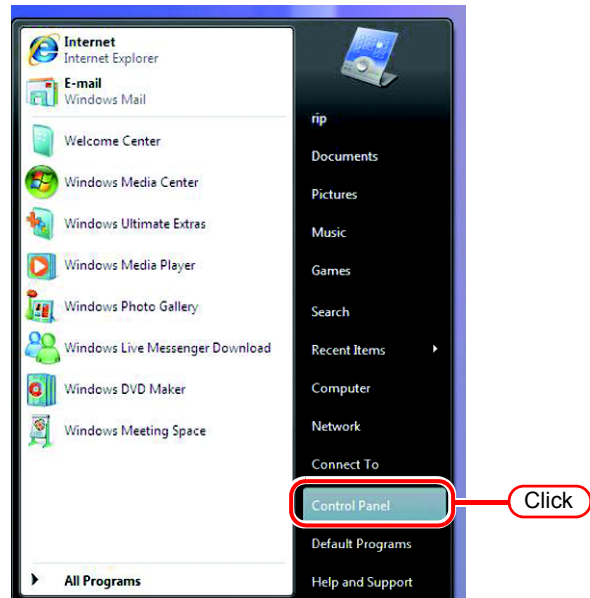 Internet
Internet Explorer
E-mail
Windows Mail
Welcome Center
Windows Media Center
Windows Ultimate Extras
Windows Media Player
Windows Photo Gallery
Windows Live Messenger Download
Windows DVD Maker
Windows Meeting Space
All Programs
rip
Documents
Pictures
Music
Games
Search
Recent Items
Computer
Network
Connect To
Control Panel
Default Programs
Help and Support
Click